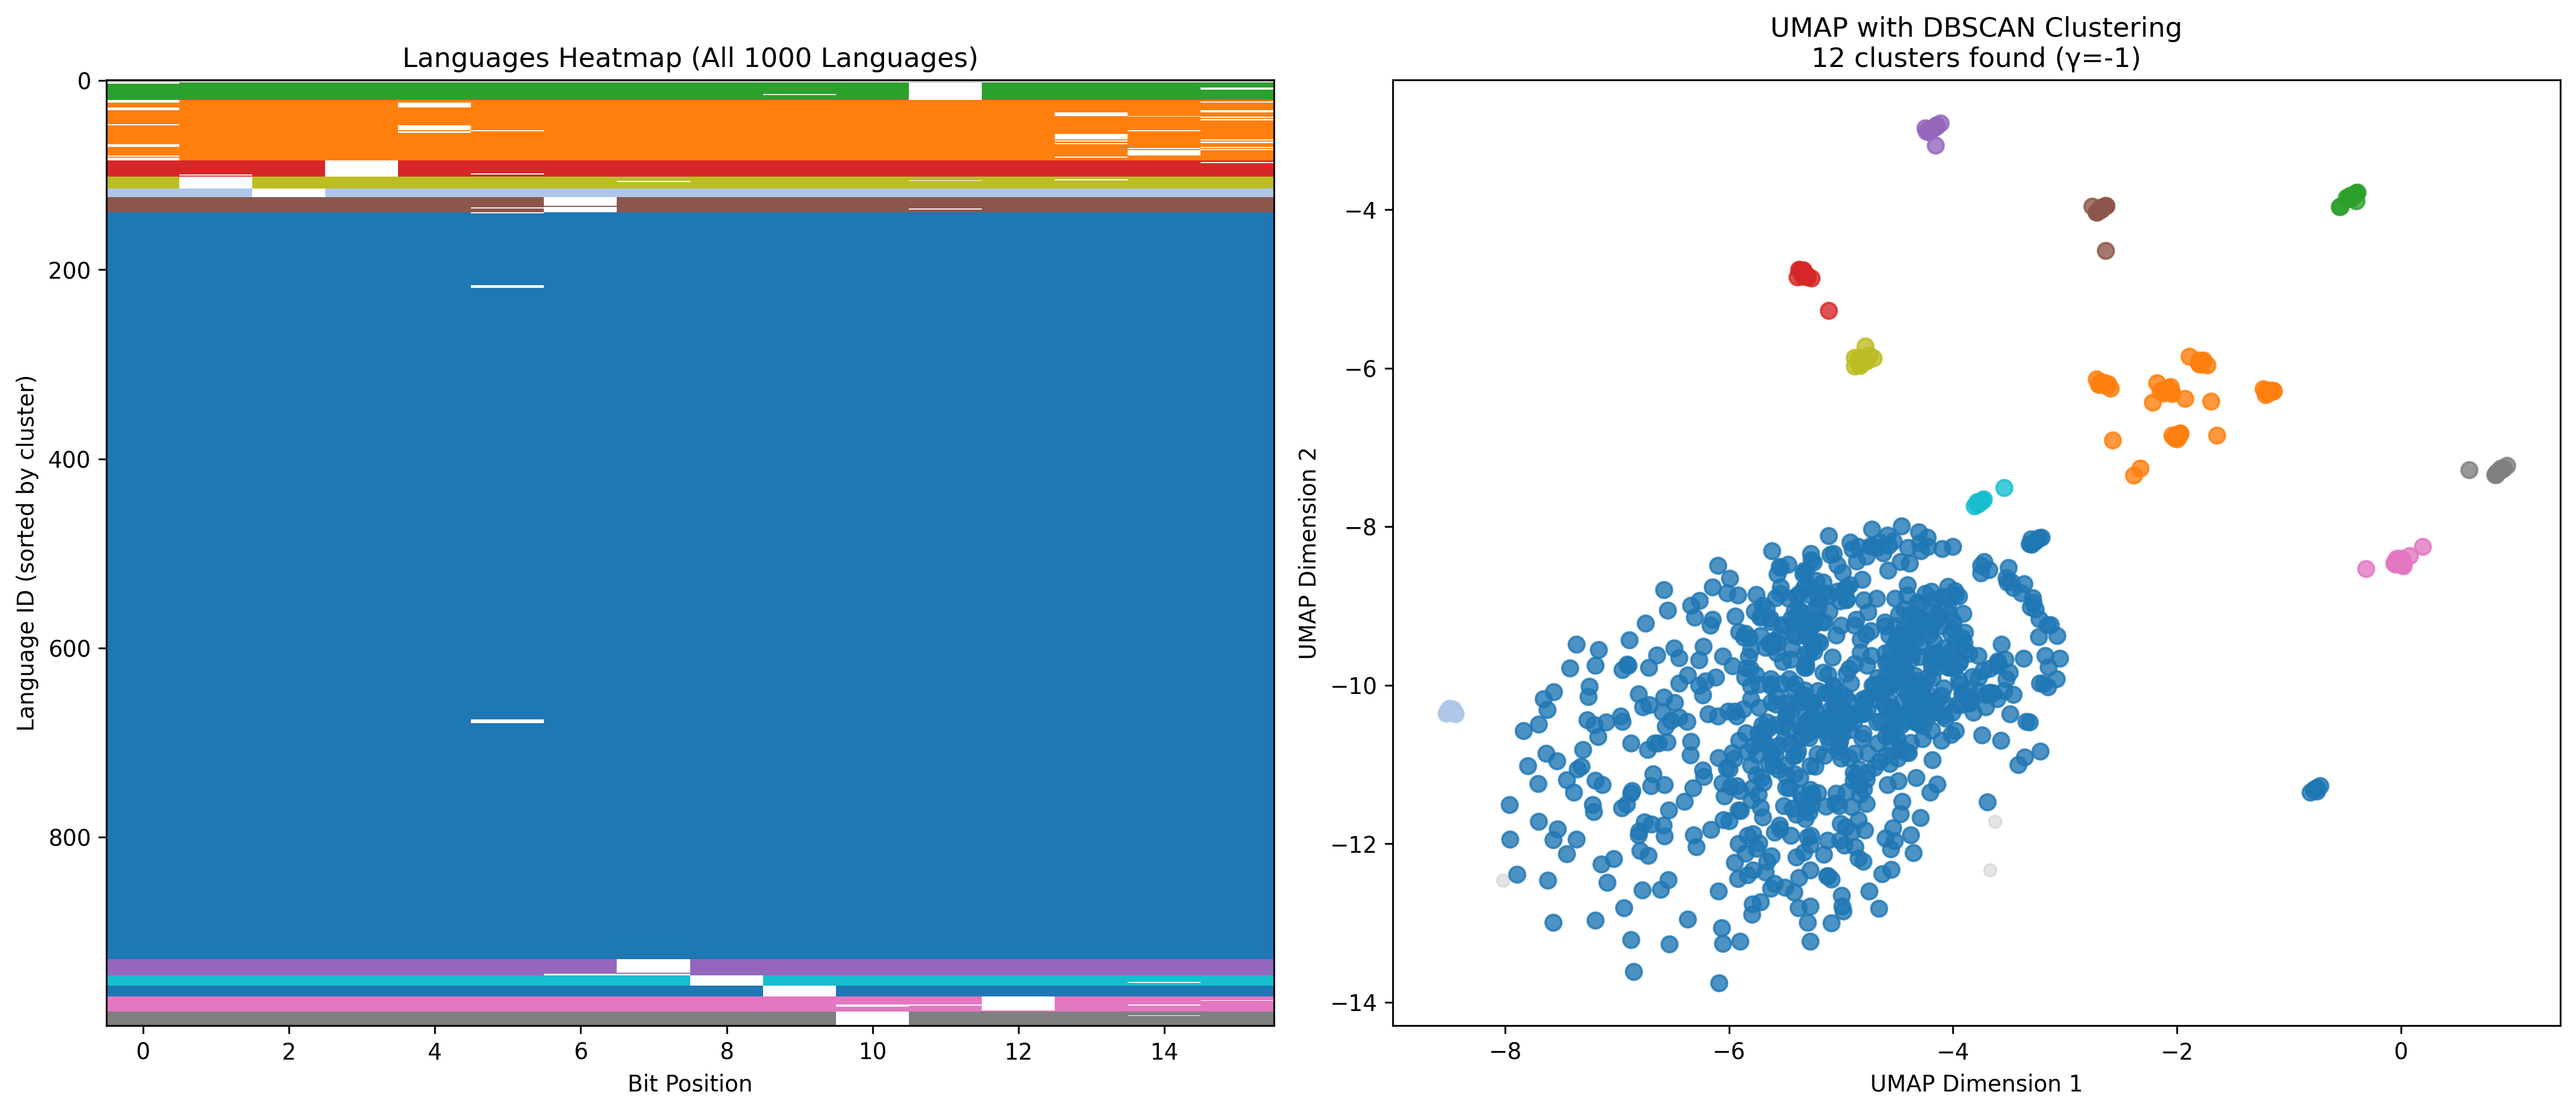 Languages Heatmap (All 1000 Languages)
0
200
400
600
800
Language ID (sorted by cluster)
0 2 4 6 8 10 12 14
Bit Position
UMAP with DBSCAN Clustering
12 clusters found (γ=-1)
−4
−6
−8
−10
−12
−14
UMAP Dimension 2
−8 −6 −4 −2 0
UMAP Dimension 1